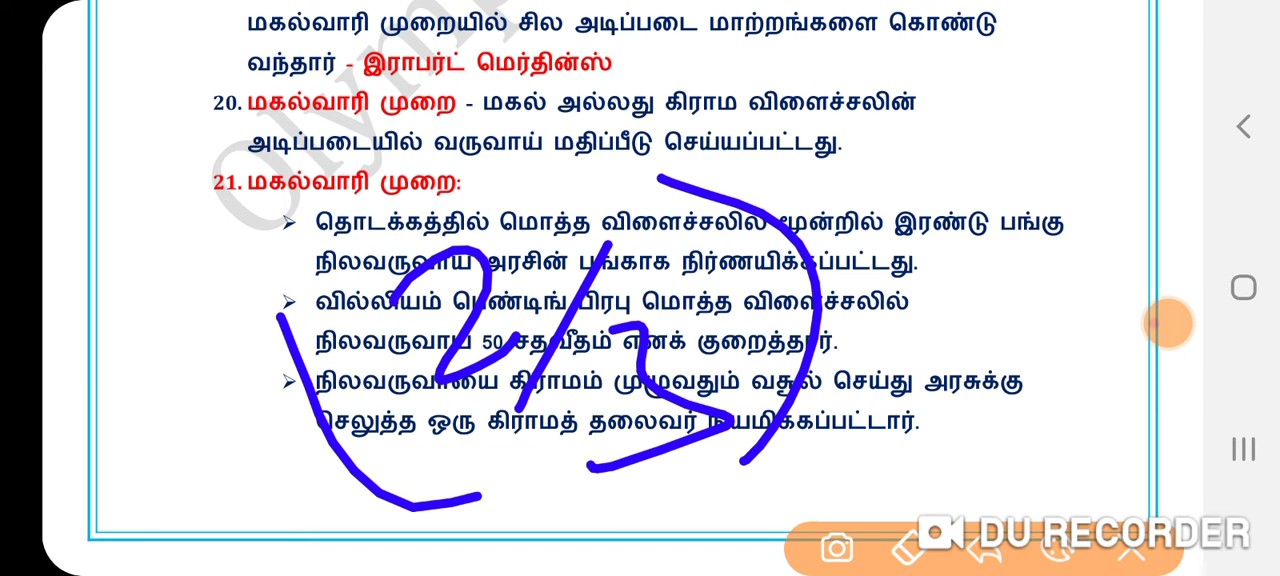 மகல்வாரி முறையில் சில அடிப்படை மாற்றங்களை கொண்டு
வந்தார் - இராபர்ட் மெர்தின்ஸ்
20. மகல்வாரி முறை - மகல் அல்லது கிராம விளைச்சலின்
அடிப்படையில் வருவாய் மதிப்பீடு செய்யப்பட்டது.
21. மகல்வாரி முறை:
➢ தொடக்கத்தில் மொத்த விளைச்சலில் மூன்றில் இரண்டு பங்கு
நிலவருவாய் அரசின் பங்காக நிர்ணயிக்கப்பட்டது.
➢ வில்லியம் பெண்டிங் பிரபு மொத்த விளைச்சலில்
நிலவருவாய் 50 சதவீதம் எனக் குறைத்தார்.
➢ நிலவருவாயை கிராமம் முழுவதும் வசூல் செய்து அரசுக்கு
செலுத்த ஒரு கிராமத் தலைவர் நியமிக்கப்பட்டார்.
(2/3)
Olymp
DU RECORDER